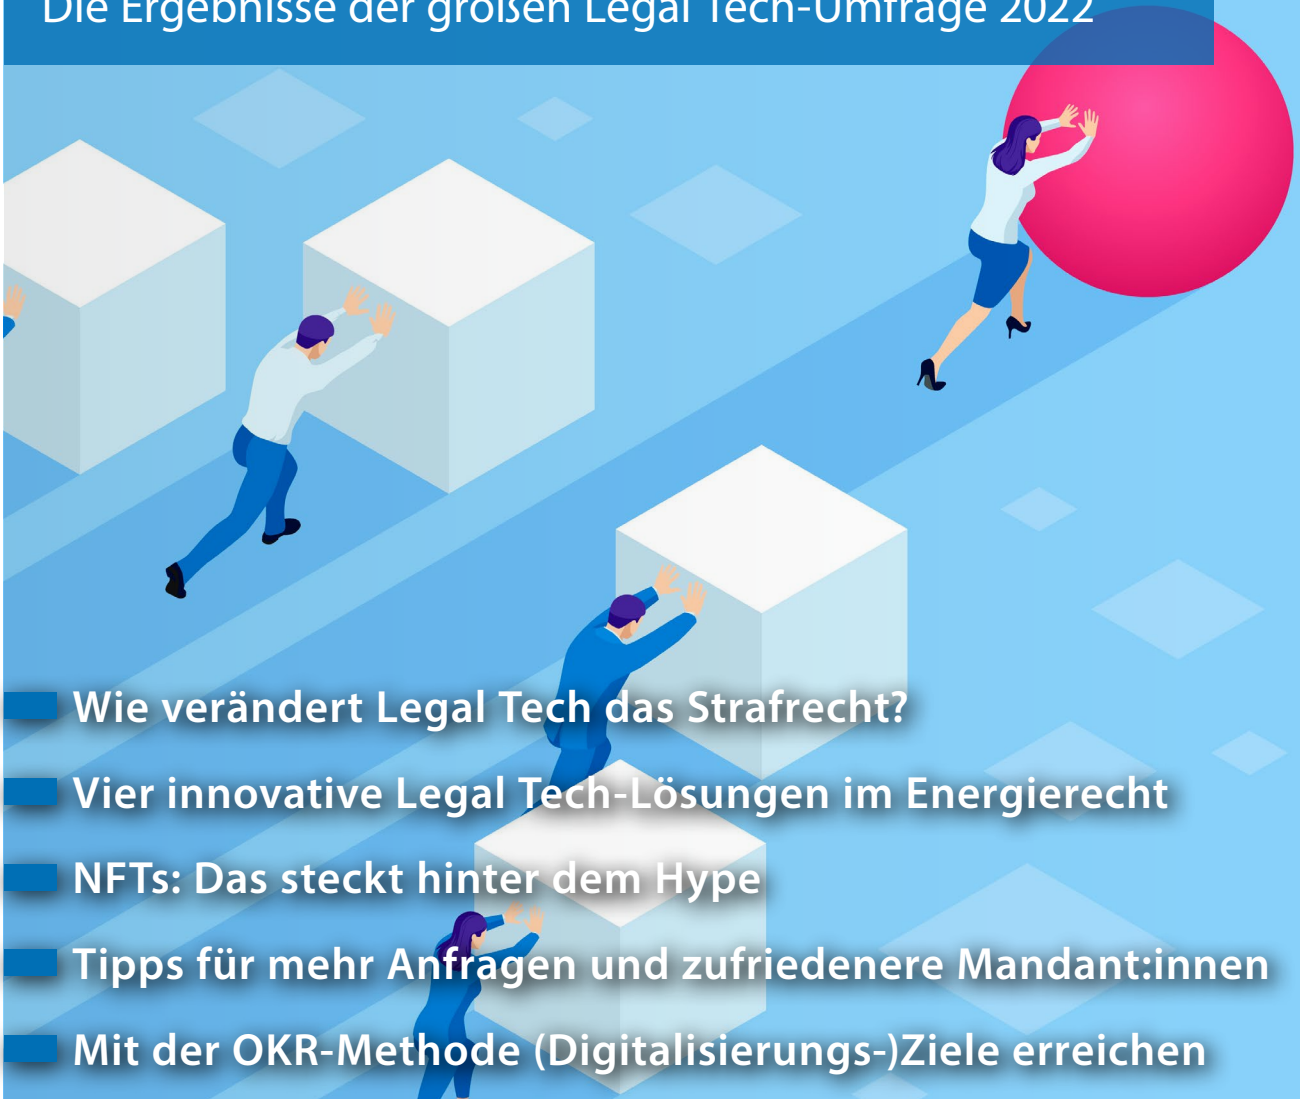 Die Ergebnisse der großen Legal Tech-Umfrage 2022
Wie verändert Legal Tech das Strafrecht?
Vier innovative Legal Tech-Lösungen im Energierecht
NFTs: Das steckt hinter dem Hype
Tipps für mehr Anfragen und zufriedenere Mandant:innen
Mit der OKR-Methode (Digitalisierungs-)Ziele erreichen